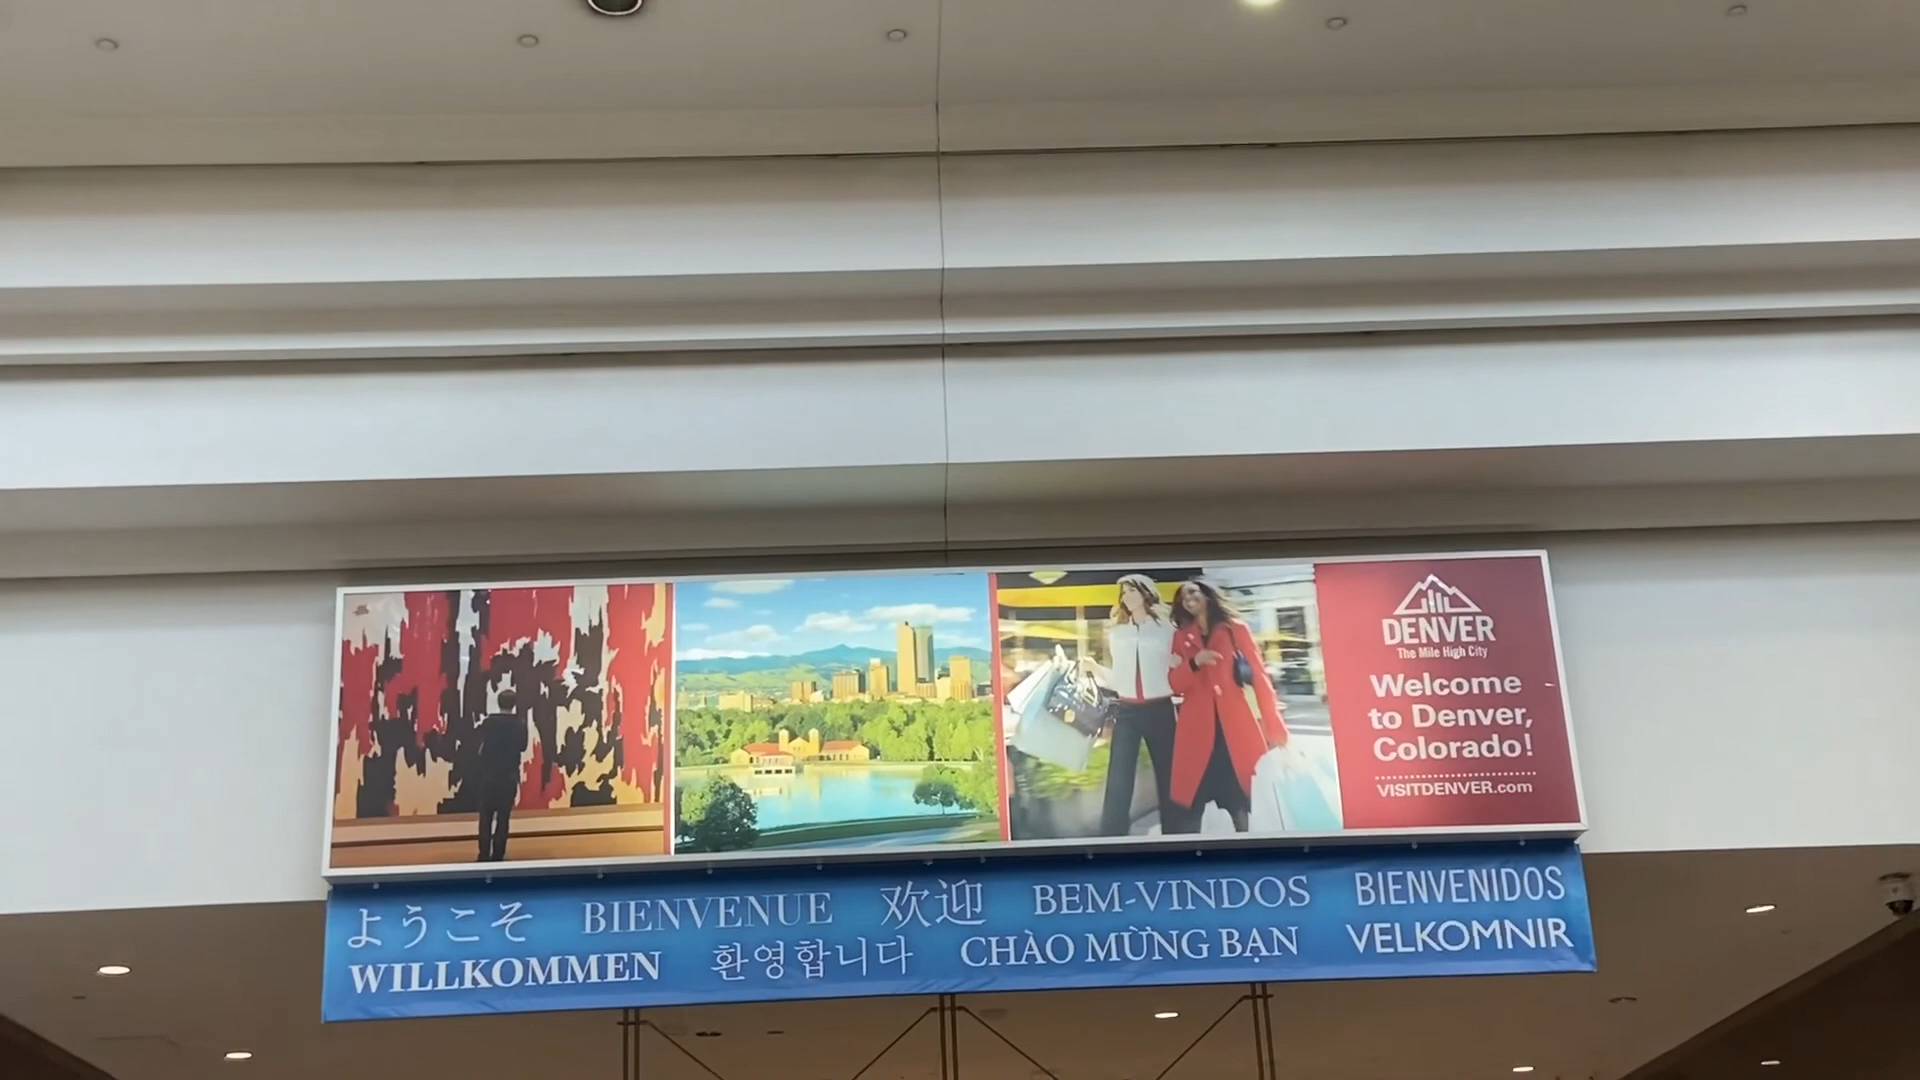 DENVER
The Mile High City
Welcome
to Denver,
Colorado!
VISITDENVER.com
ようこそ BIENVENUE 欢迎 BEM-VINDOS BIENVENIDOS
WILLKOMMEN 환영합니다 CHÀO MỪNG BẠN VELKOMNIR